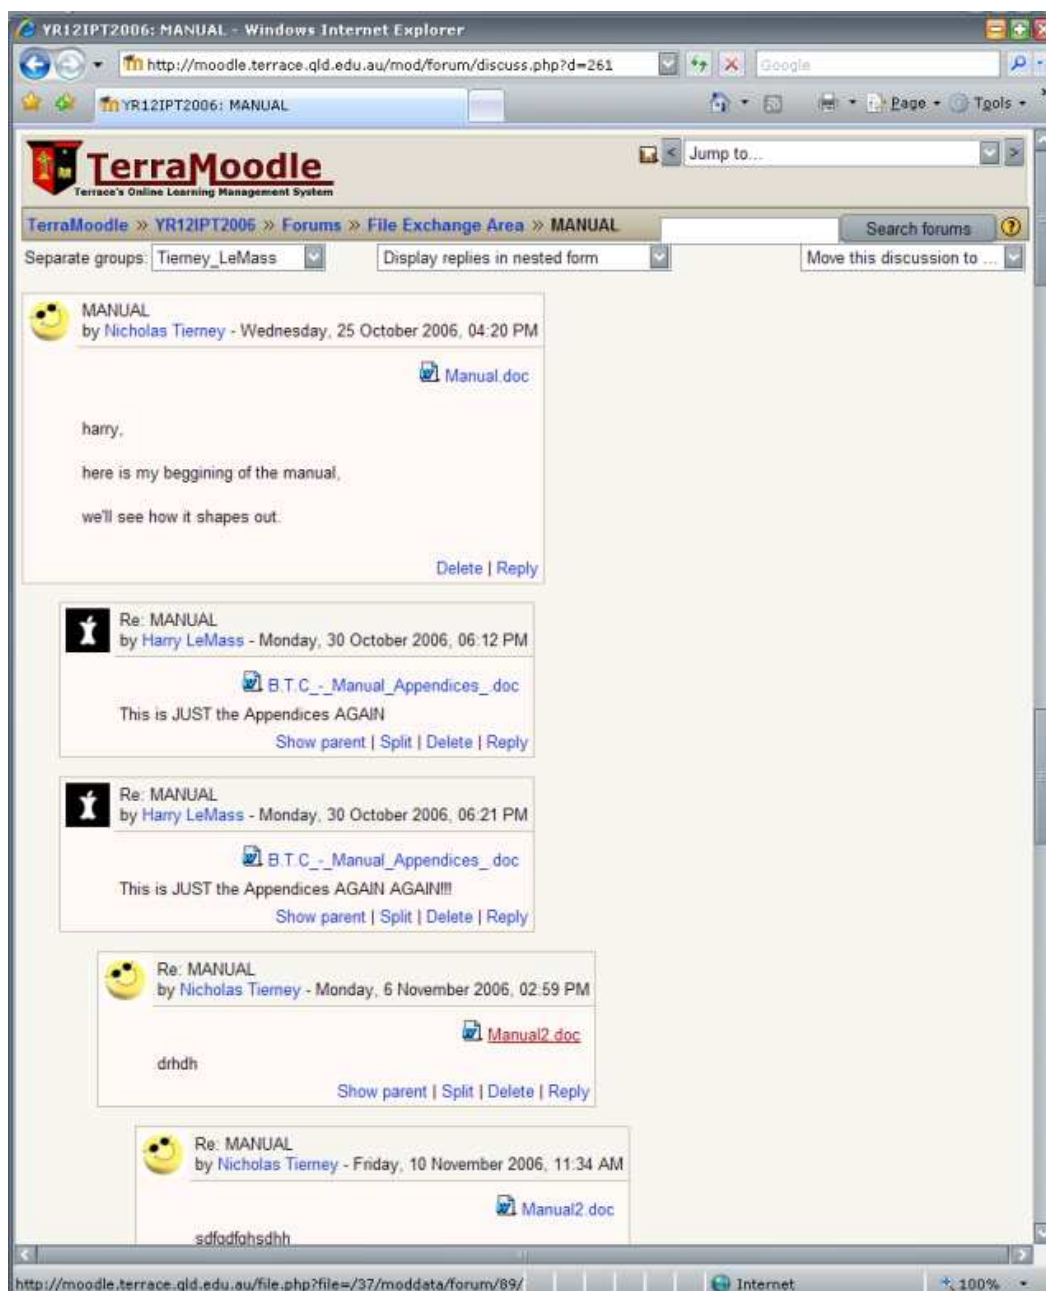 YR12IPT2006: MANUAL - Windows Internet Explorer
http://moodle.terrace.qld.edu.au/mod/forum/discuss.php?d=261
Google
YR12IPT2006: MANUAL
Page
Tools
TerraMoodle
Terrace's Online Learning Management System
< Jump to... >
TerraMoodle » YR12IPT2006 » Forums » File Exchange Area » MANUAL
Search forums ?
Separate groups: Tierney_LeMass
Display replies in nested form
Move this discussion to ...
MANUAL
by Nicholas Tierney - Wednesday, 25 October 2006, 04:20 PM
Manual.doc
harry,
here is my beggining of the manual,
we'll see how it shapes out.
Delete | Reply
Re: MANUAL
by Harry LeMass - Monday, 30 October 2006, 06:12 PM
B.T.C_-_Manual_Appendices_.doc
This is JUST the Appendices AGAIN
Show parent | Split | Delete | Reply
Re: MANUAL
by Harry LeMass - Monday, 30 October 2006, 06:21 PM
B.T.C_-_Manual_Appendices_.doc
This is JUST the Appendices AGAIN AGAIN!!!
Show parent | Split | Delete | Reply
Re: MANUAL
by Nicholas Tierney - Monday, 6 November 2006, 02:59 PM
Manual2.doc
drhdh
Show parent | Split | Delete | Reply
Re: MANUAL
by Nicholas Tierney - Friday, 10 November 2006, 11:34 AM
Manual2.doc
sdfgdfghsdhh
http://moodle.terrace.qld.edu.au/file.php?file=/37/moddata/forum/89/
Internet
100%